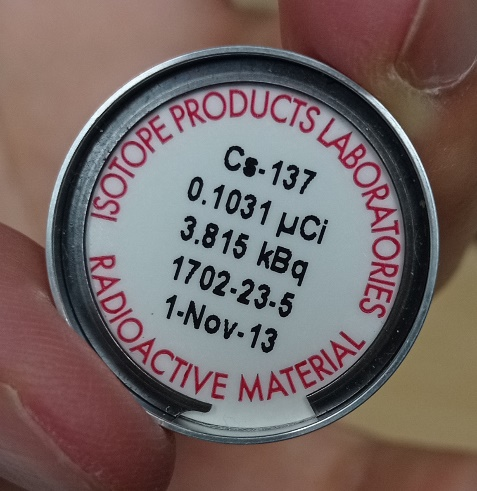 ISOTOPE PRODUCTS LABORATORIES
Cs-137
0.1031 µCi
3.815 kBq
1702-23-5
1-Nov-13
RADIOACTIVE MATERIAL